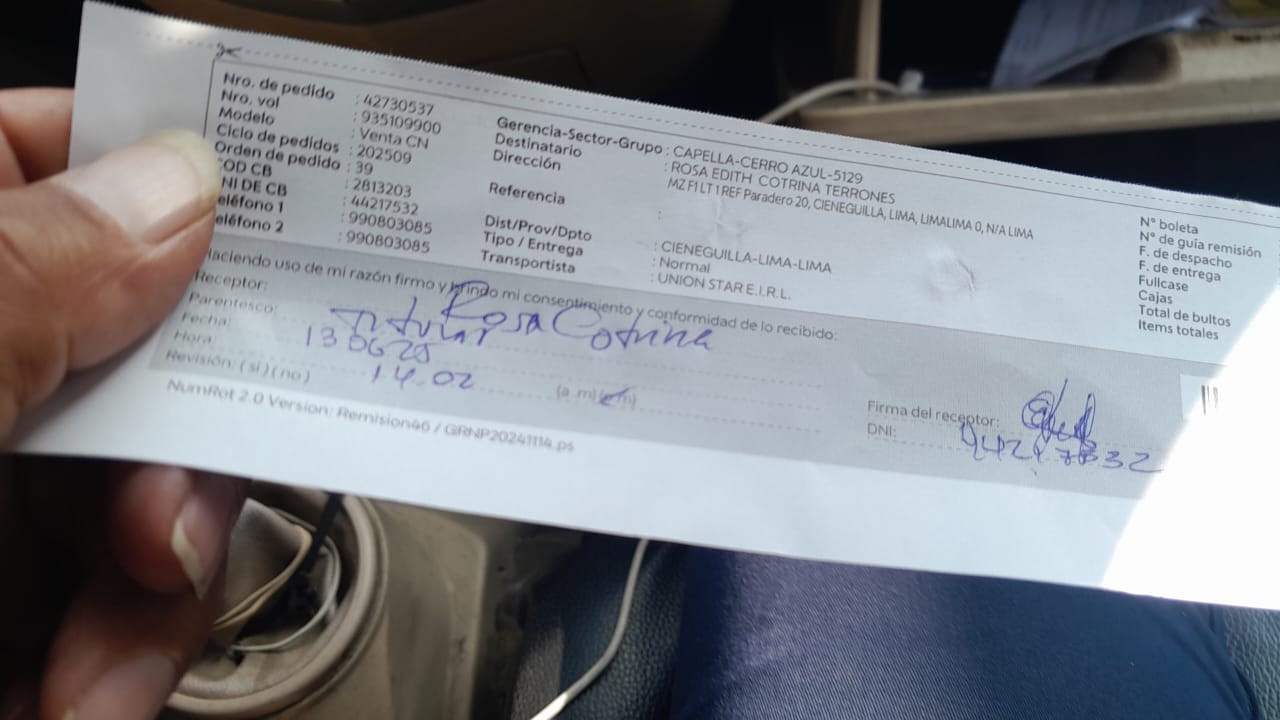 Nro. de pedido : 42730537
Nro. vol : 935109900
Modelo : Venta CN
Ciclo de pedidos : 202509
Orden de pedido : 39
OD CB : 2813203
NI DE CB : 44217532
eléfono 1 : 990803085
eléfono 2 : 990803085
Gerencia-Sector-Grupo : CAPELLA-CERRO AZUL-5129
Destinatario : ROSA EDITH COTRINA TERRONES
Dirección MZ F1 LT 1 REF Paradero 20, CIENEGUILLA, LIMA, LIMALIMA 0, N/A LIMA
Referencia :
Dist/Prov/Dpto : CIENEGUILLA-LIMA-LIMA
Tipo / Entrega : Normal
Transportista : UNION STAR E.I.R.L.
N° boleta
N° de guía remisión
F. de despacho
F. de entrega
Fullcase
Cajas
Total de bultos
Items totales
Haciendo uso de mi razón firmo y brindo mi consentimiento y conformidad de lo recibido:
Receptor: Rosa Cotrina
Parentesco: Titular
Fecha: 130625
Hora: 14 02 (a m) (p.m)
Revisión: ( si ) ( no )
Firma del receptor:
DNI: 44217532
NumRot 2.0 Version: Remision46 / GRNP20241114.ps